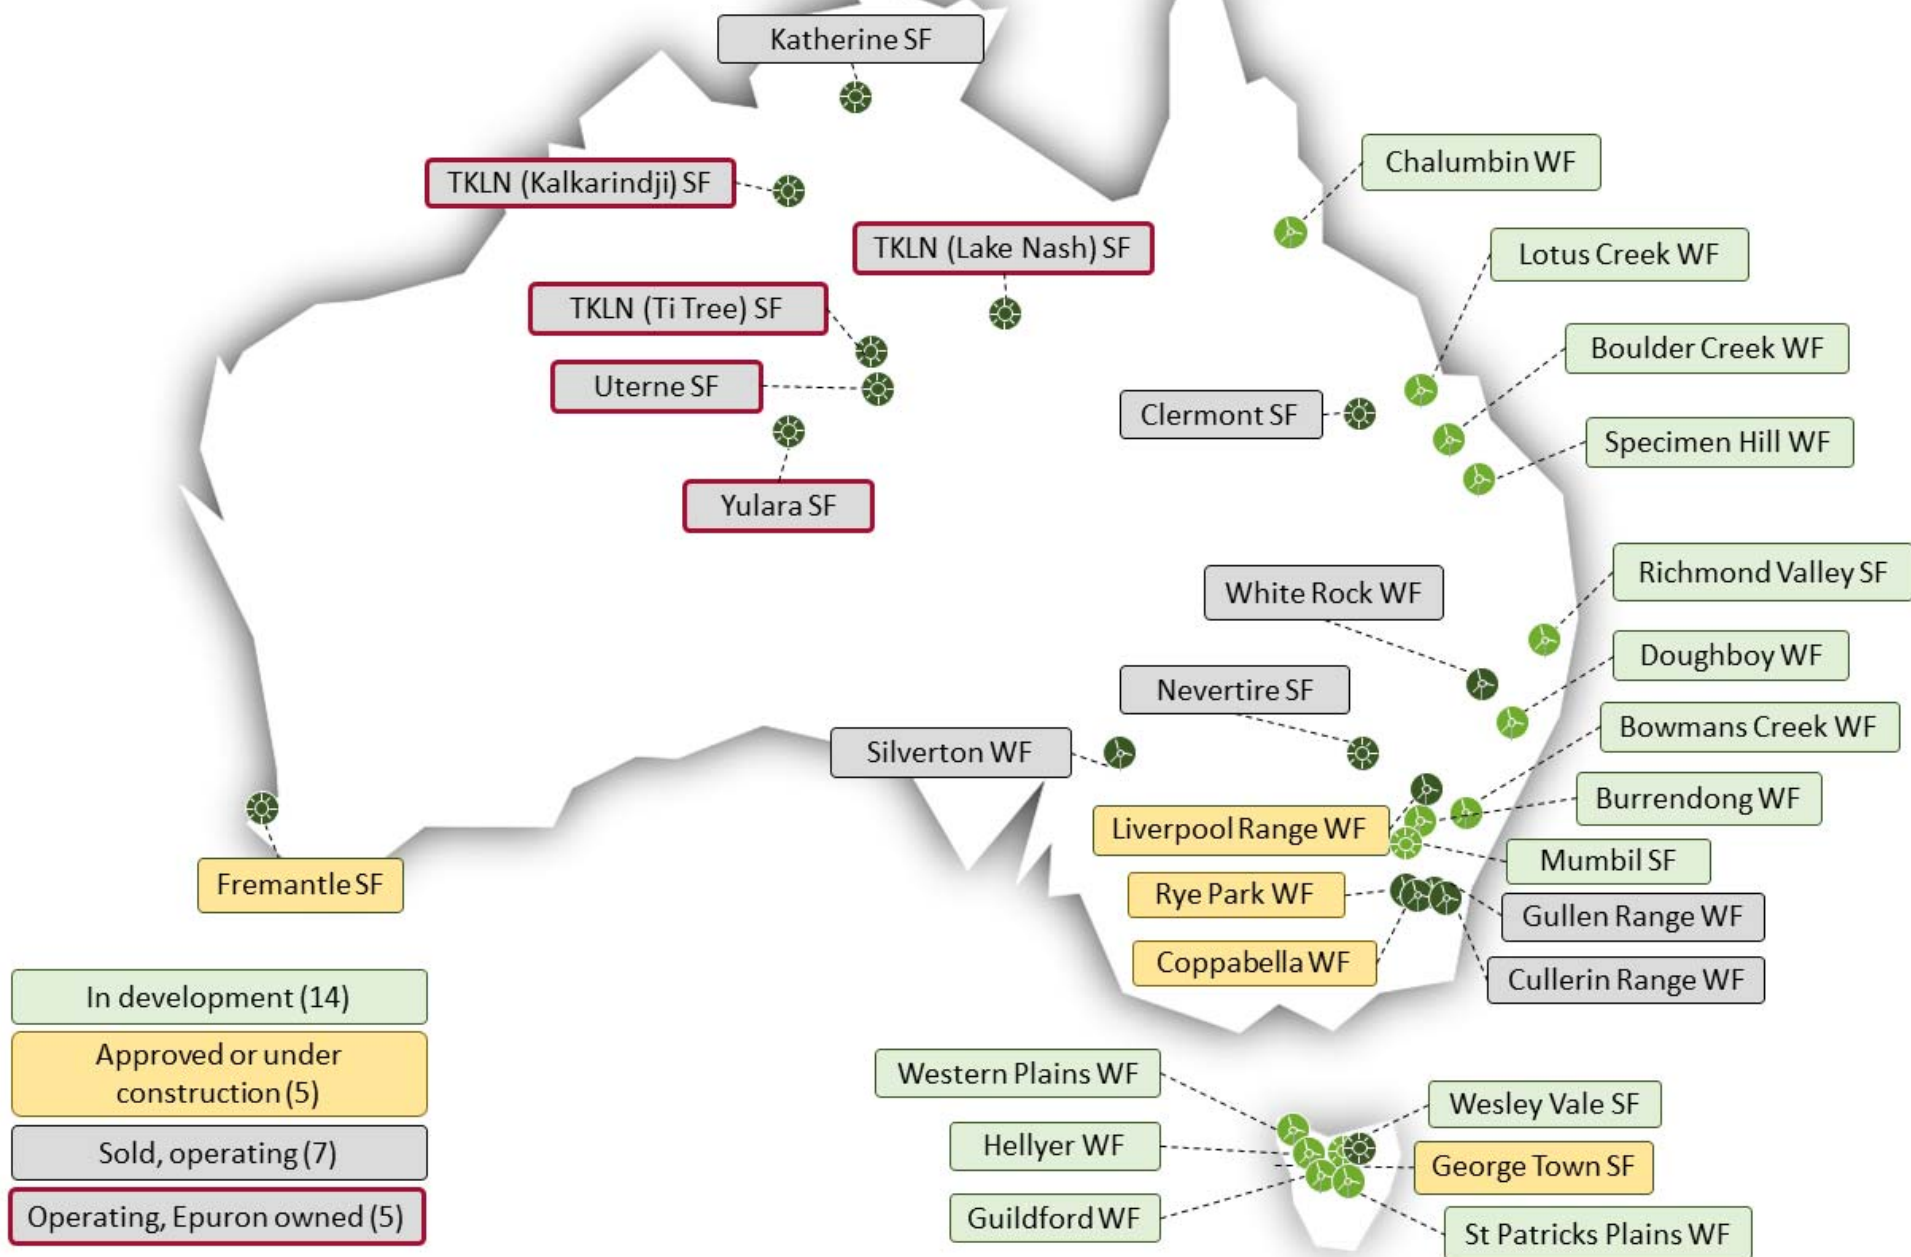 Katherine SF
TKLN (Kalkarindji) SF
Chalumbin WF
TKLN (Lake Nash) SF
Lotus Creek WF
TKLN (Ti Tree) SF
Boulder Creek WF
Uterne SF
Clermont SF
Specimen Hill WF
Yulara SF
Richmond Valley SF
White Rock WF
Doughboy WF
Nevertire SF
Bowmans Creek WF
Silverton WF
Burrendong WF
Liverpool Range WF
Mumbil SF
Fremantle SF
Rye Park WF
Gullen Range WF
Coppabella WF
Cullerin Range WF
In development (14)
Approved or under
construction (5)
Sold, operating (7)
Operating, Epuron owned (5)
Western Plains WF
Wesley Vale SF
Hellyer WF
George Town SF
Guildford WF
St Patricks Plains WF